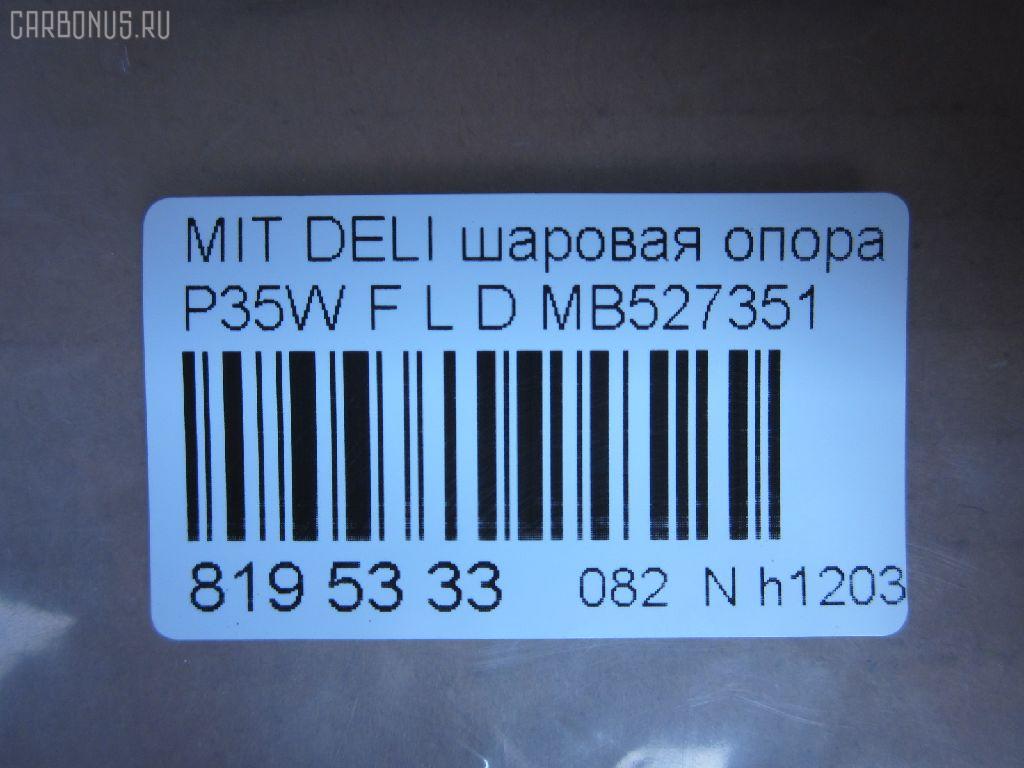 CARBONUS.RU
MIT DELI шаровая опора
P35W F L D MB527351
819 53 33 082 N h1203